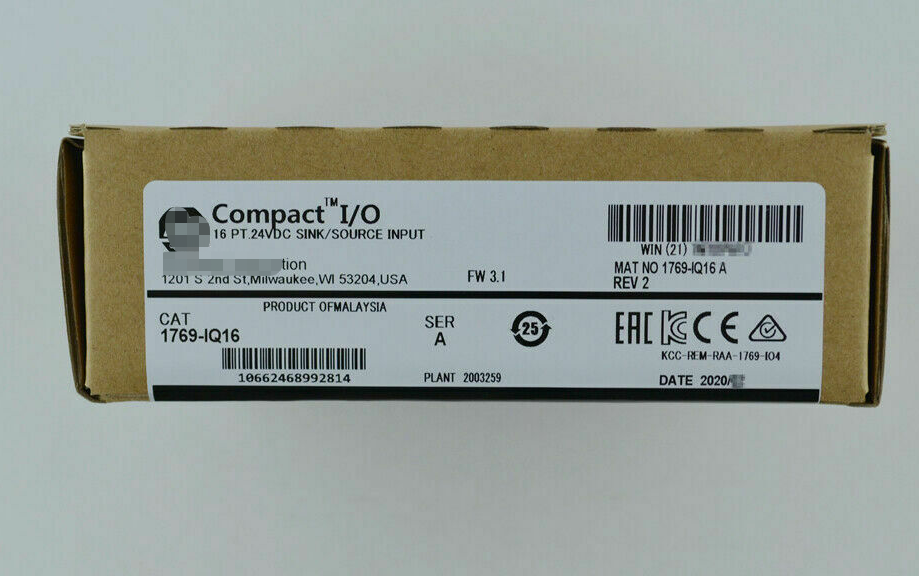 Compact™ I/O
16 PT.24VDC SINK/SOURCE INPUT
tion
1201 S 2nd St,Milwaukee,WI 53204,USA
FW 3.1
WIN (21)
MAT NO 1769-IQ16 A
REV 2
PRODUCT OFMALAYSIA
CAT
1769-IQ16
10662468992814
SER
A
PLANT 2003259
25
EAC KC CE
KCC-REM-RAA-1769-IO4
DATE 2020/